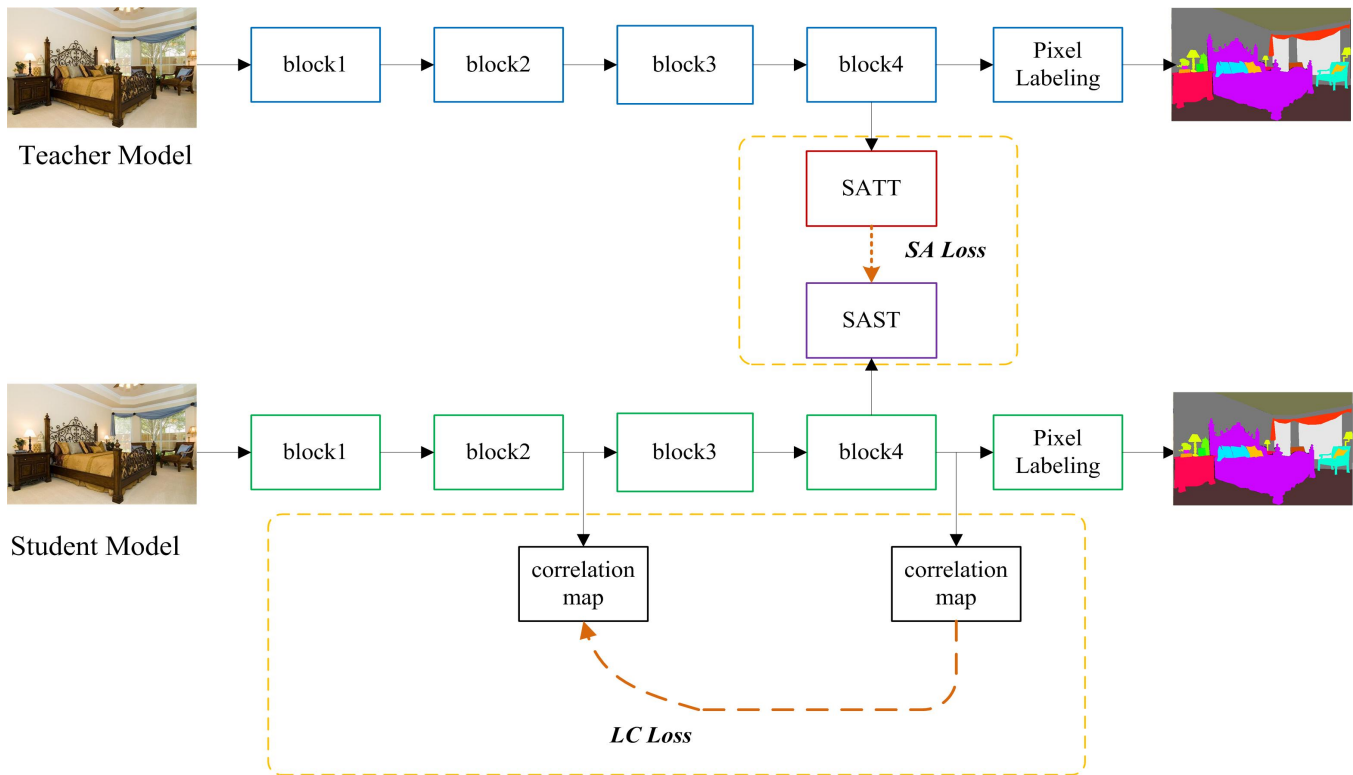 block1
block2
block3
block4
Pixel
Labeling
Teacher Model
SATT
SA Loss
SAST
block1
block2
block3
block4
Pixel
Labeling
Student Model
correlation
map
correlation
map
LC Loss